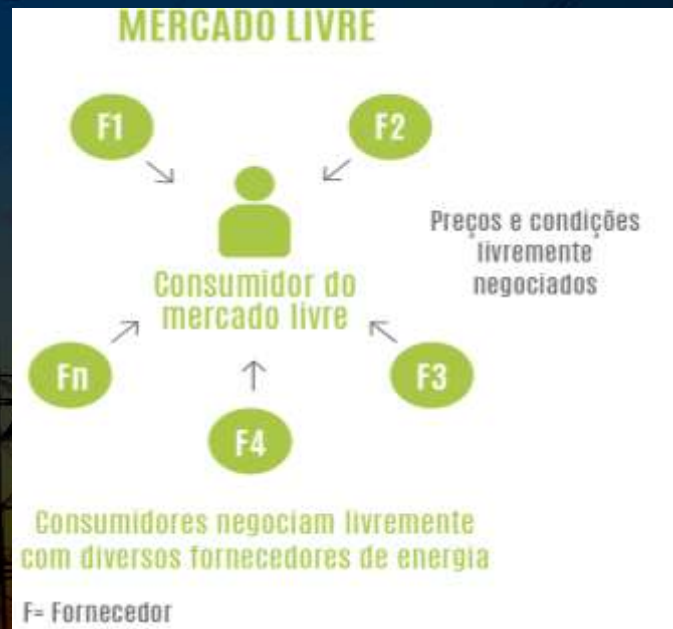 MERCADO LIVRE
F1
F2
Preços e condições
livremente
negociados
Consumidor do
mercado livre
Fn
F3
F4
Consumidores negociam livremente
com diversos fornecedores de energia
F= Fornecedor